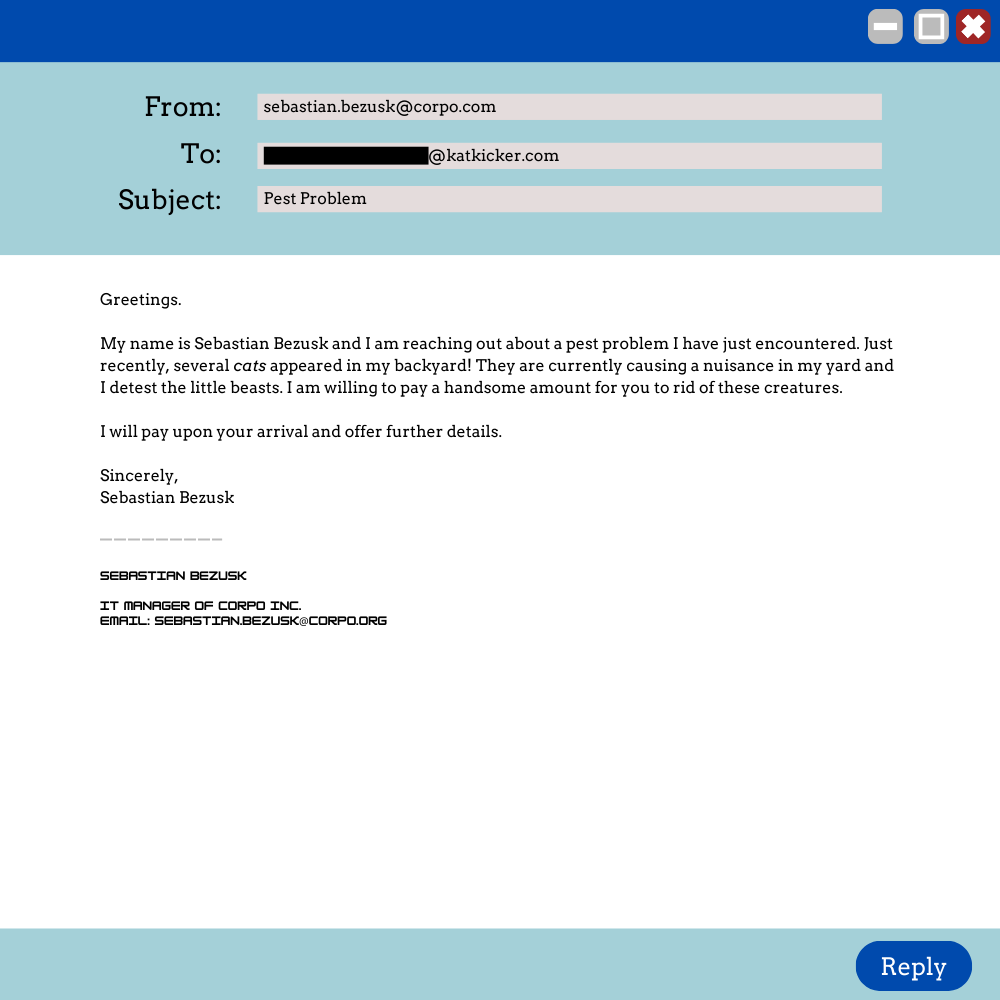 From: sebastian.bezusk@corpo.com
To: @katkicker.com
Subject: Pest Problem
Greetings.
My name is Sebastian Bezusk and I am reaching out about a pest problem I have just encountered. Just
recently, several cats appeared in my backyard! They are currently causing a nuisance in my yard and
I detest the little beasts. I am willing to pay a handsome amount for you to rid of these creatures.
I will pay upon your arrival and offer further details.
Sincerely,
Sebastian Bezusk
_________
SEBASTIAN BEZUSK
IT MANAGER OF CORPO INC.
EMAIL: SEBASTIAN.BEZUSK@CORPO.ORG
Reply